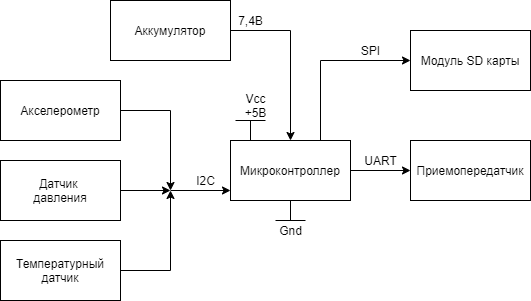 Аккумулятор
7,4В
SPI
Модуль SD карты
Акселерометр
Vcc
+5В
Датчик
давления
I2C
Микроконтроллер
UART
Приемопередатчик
Gnd
Температурный
датчик